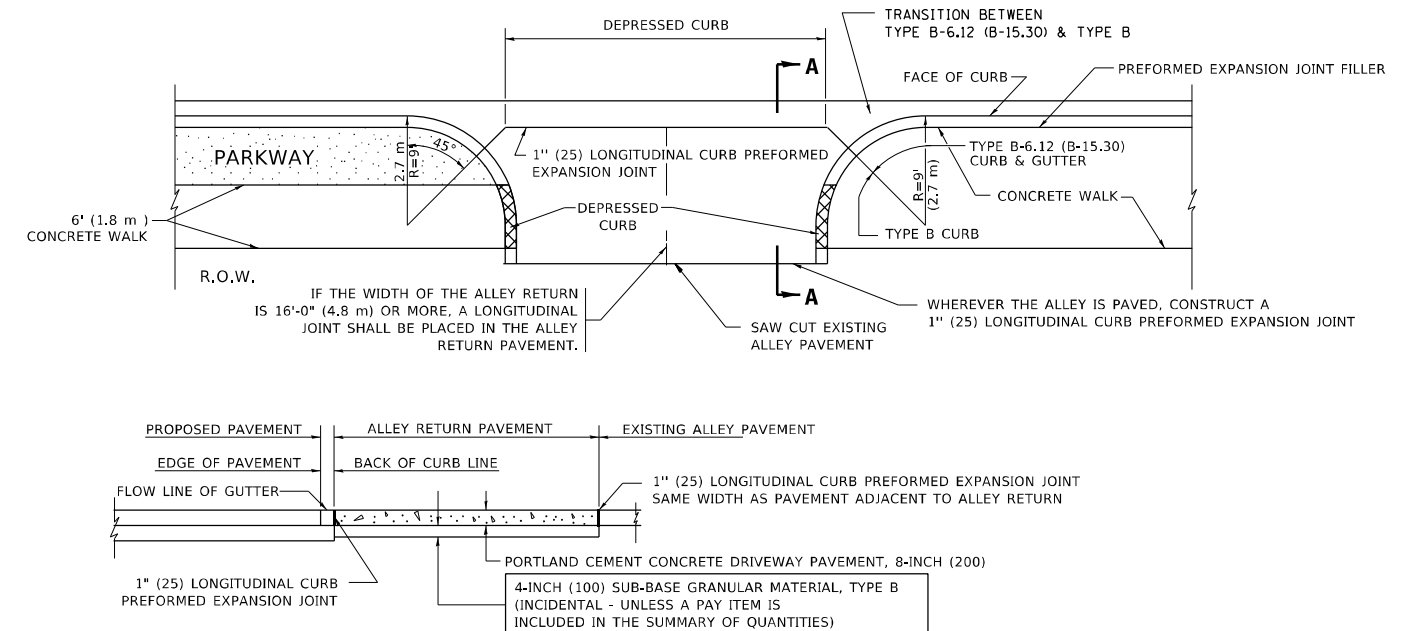 DEPRESSED CURB
TRANSITION BETWEEN
TYPE B-6.12 (B-15.30) & TYPE B
A
FACE OF CURB
PREFORMED EXPANSION JOINT FILLER
PARKWAY
45°
2.7 m
R=9'
1'' (25) LONGITUDINAL CURB PREFORMED
EXPANSION JOINT
TYPE B-6.12 (B-15.30)
CURB & GUTTER
R=9'
(2.7 m)
CONCRETE WALK
6' (1.8 m )
CONCRETE WALK
DEPRESSED
CURB
TYPE B CURB
R.O.W.
A
IF THE WIDTH OF THE ALLEY RETURN
IS 16'-0" (4.8 m) OR MORE, A LONGITUDINAL
JOINT SHALL BE PLACED IN THE ALLEY
RETURN PAVEMENT.
SAW CUT EXISTING
ALLEY PAVEMENT
WHEREVER THE ALLEY IS PAVED, CONSTRUCT A
1'' (25) LONGITUDINAL CURB PREFORMED EXPANSION JOINT
PROPOSED PAVEMENT
ALLEY RETURN PAVEMENT
EXISTING ALLEY PAVEMENT
EDGE OF PAVEMENT
BACK OF CURB LINE
FLOW LINE OF GUTTER
1'' (25) LONGITUDINAL CURB PREFORMED EXPANSION JOINT
SAME WIDTH AS PAVEMENT ADJACENT TO ALLEY RETURN
1" (25) LONGITUDINAL CURB
PREFORMED EXPANSION JOINT
PORTLAND CEMENT CONCRETE DRIVEWAY PAVEMENT, 8-INCH (200)
4-INCH (100) SUB-BASE GRANULAR MATERIAL, TYPE B
(INCIDENTAL - UNLESS A PAY ITEM IS
INCLUDED IN THE SUMMARY OF QUANTITIES)